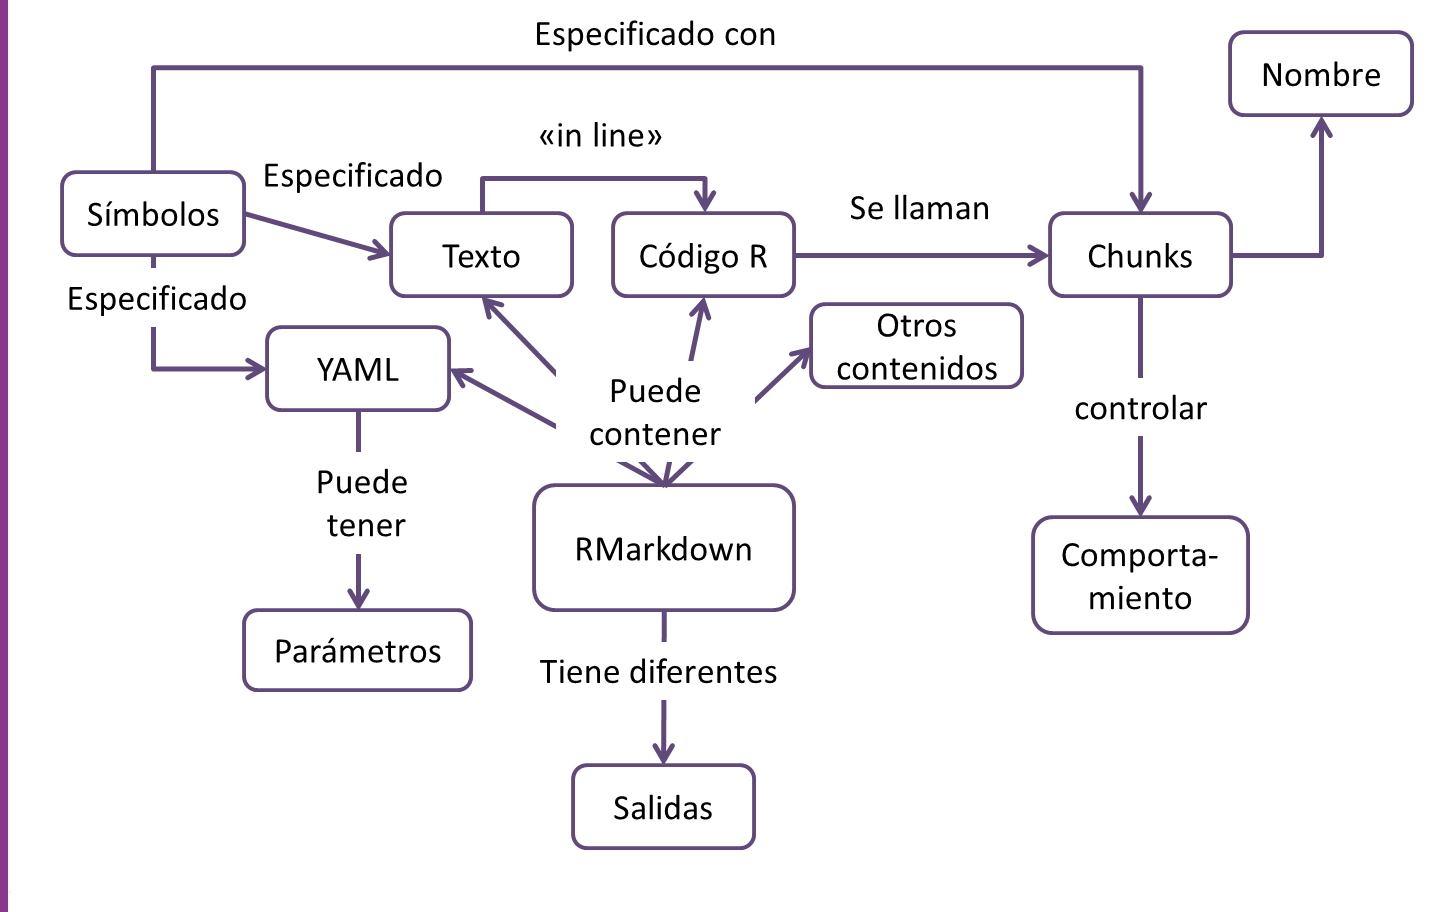 Especificado con
Nombre
«in line»
Especificado
Símbolos
Se llaman
Texto
Código R
Chunks
Especificado
Otros
contenidos
YAML
Puede
contener
controlar
Puede
tener
RMarkdown
Comporta-
miento
Parámetros
Tiene diferentes
Salidas